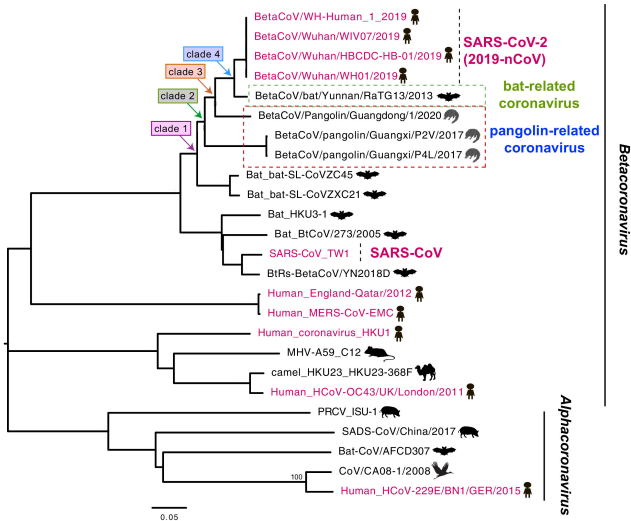 BetaCoV/WH-Human_1_2019
BetaCoV/Wuhan/WIV07/2019
SARS-CoV-2
(2019-nCoV)
clade 4
BetaCoV/Wuhan/HBCDC-HB-01/2019
clade 3
BetaCoV/Wuhan/WH01/2019
clade 2
BetaCoV/bat/Yunnan/RaTG13/2013
bat-related
coronavirus
BetaCoV/Pangolin/Guangdong/1/2020
clade 1
BetaCoV/pangolin/Guangxi/P2V/2017
pangolin-related
coronavirus
BetaCoV/pangolin/Guangxi/P4L/2017
Bat_bat-SL-CoVZC45
Bat_bat-SL-CoVZXC21
Bat_HKU3-1
Bat_BtCoV/273/2005
SARS-CoV_TW1
SARS-CoV
BtRs-BetaCoV/YN2018D
Human_England-Qatar/2012
Human_MERS-CoV-EMC
Human_coronavirus_HKU1
MHV-A59_C12
camel_HKU23_HKU23-368F
Human_HCoV-OC43/UK/London/2011
Betacoronavirus
PRCV_ISU-1
SADS-CoV/China/2017
Bat-CoV/AFCD307
CoV/CA08-1/2008
100
Human_HCoV-229E/BN1/GER/2015
Alphacoronavirus
0.05